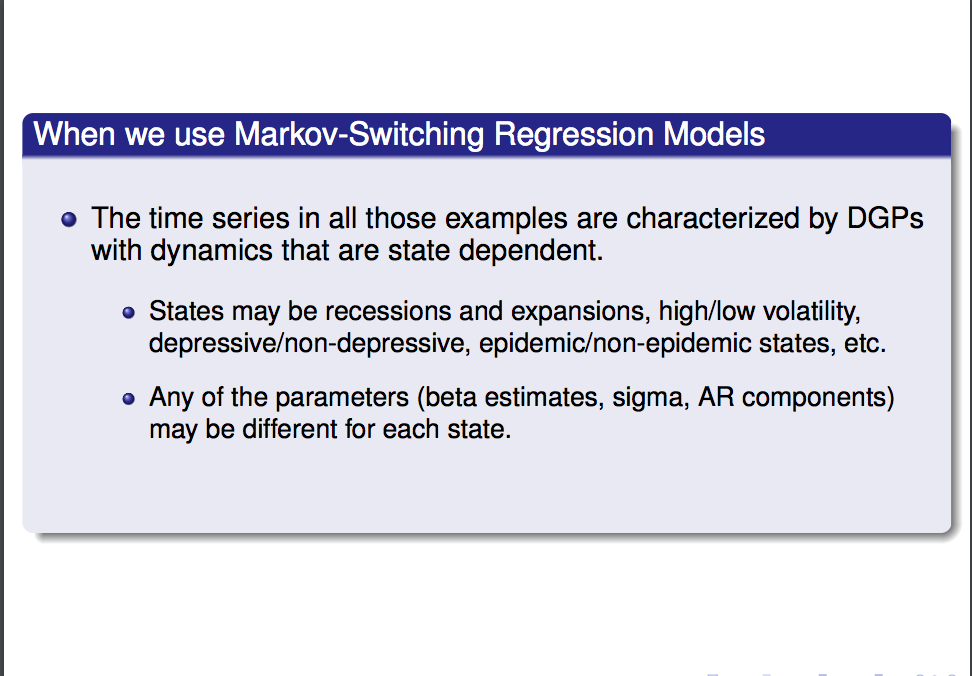 When we use Markov-Switching Regression Models
The time series in all those examples are characterized by DGPs
with dynamics that are state dependent.
States may be recessions and expansions, high/low volatility,
depressive/non-depressive, epidemic/non-epidemic states, etc.
Any of the parameters (beta estimates, sigma, AR components)
may be different for each state.